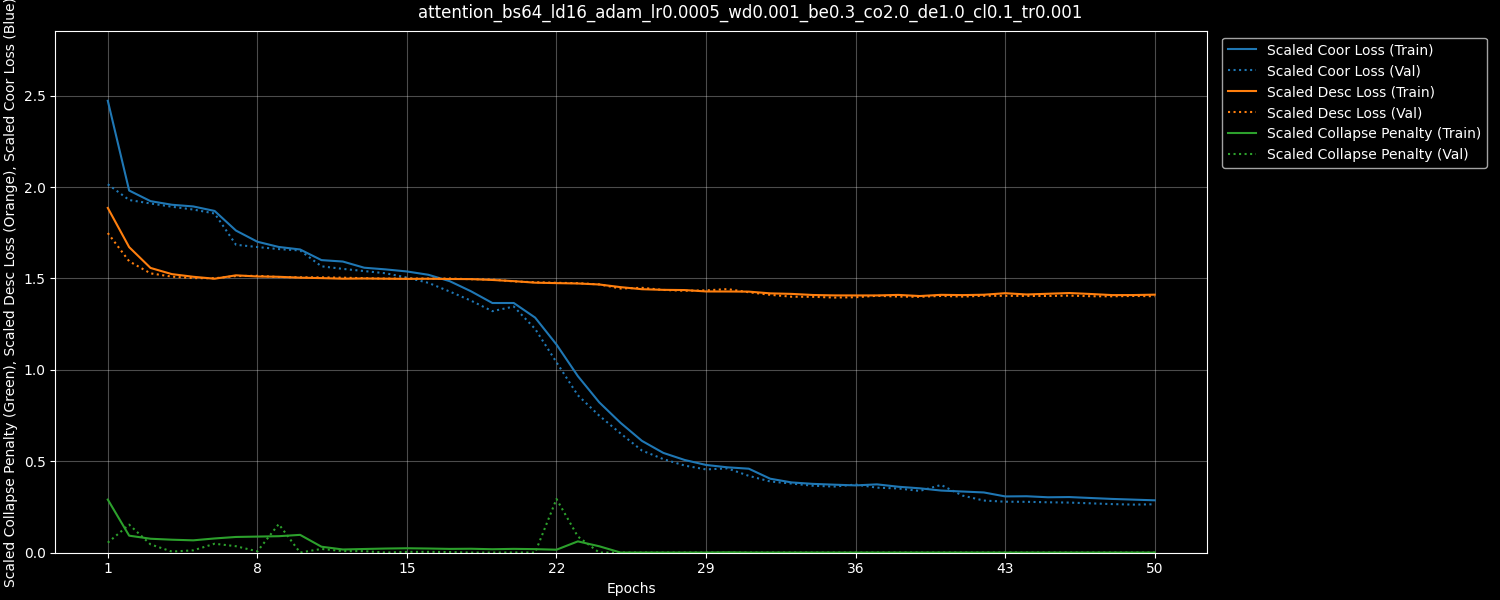 attention_bs64_ld16_adam_lr0.0005_wd0.001_be0.3_co2.0_de1.0_cl0.1_tr0.001
Scaled Collapse Penalty (Green), Scaled Desc Loss (Orange), Scaled Coor Loss (Blue)
2.5
2.0
1.5
1.0
0.5
0.0
1
8
15
22
29
36
43
50
Epochs
Scaled Coor Loss (Train)
Scaled Coor Loss (Val)
Scaled Desc Loss (Train)
Scaled Desc Loss (Val)
Scaled Collapse Penalty (Train)
Scaled Collapse Penalty (Val)